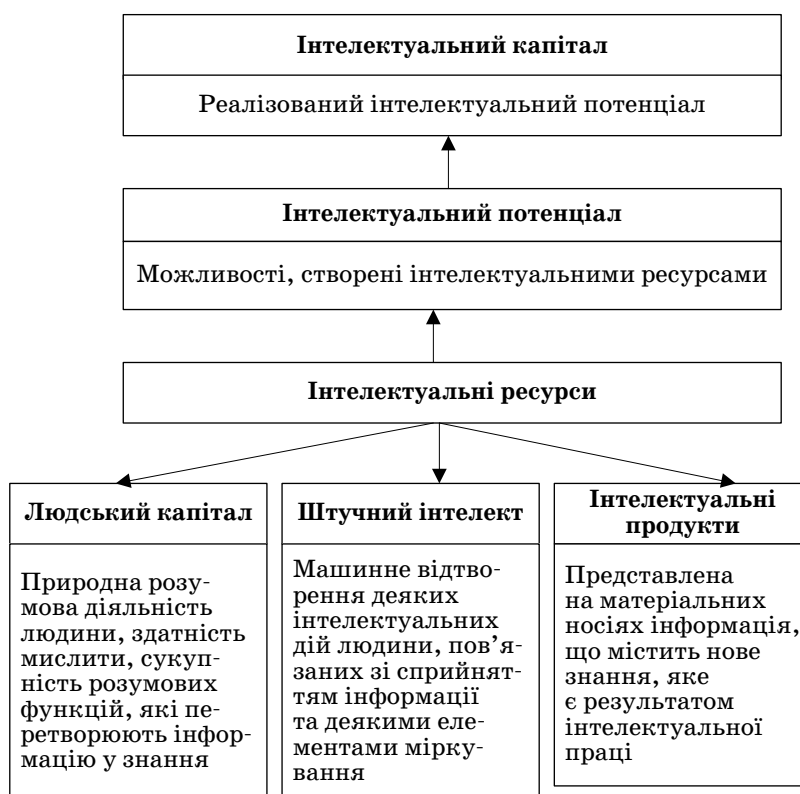 Інтелектуальний капітал
Реалізований інтелектуальний потенціал
Інтелектуальний потенціал
Можливості, створені інтелектуальними ресурсами
Інтелектуальні ресурси
Людський капітал
Природна розу-
мова діяльність
людини, здатність
мислити, сукуп-
ність розумових
функцій, які пе-
ретворюють інфор-
мацію у знання
Штучний інтелект
Машинне відтво-
рення деяких
інтелектуальних
дій людини, пов’я-
заних зі сприйнят-
тям інформації
та деякими еле-
ментами мірку-
вання
Інтелектуальні
продукти
Представлена
на матеріальних
носіях інформація,
що містить нове
знання, яке
є результатом
інтелектуальної
праці